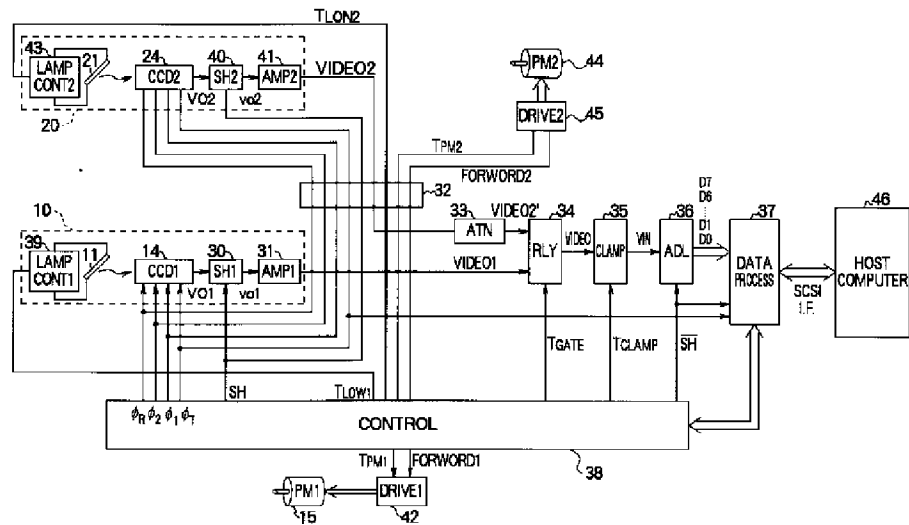 TLON2
43
LAMP
CONT2
21
24
CCD2
VO2
40
SH2
vo2
41
AMP2
VIDEO2
20
PM2
44
DRIVE2
45
TPM2
FORWORD2
32
10
39
LAMP
CONT1
11
14
CCD1
VO1
30
SH1
vo1
31
AMP1
VIDEO1
33
ATN
VIDEO2'
34
RLY
VIDEO
35
CLAMP
VIN
36
ADL
D7
D6
D1
D0
37
DATA
PROCESS
SCSI
I.F.
46
HOST
COMPUTER
TGATE
TCLAMP
SH
ϕR ϕ2 ϕ1 ϕT
SH
TLOW1
CONTROL
38
TPM1
FORWORD1
PM1
15
DRIVE1
42